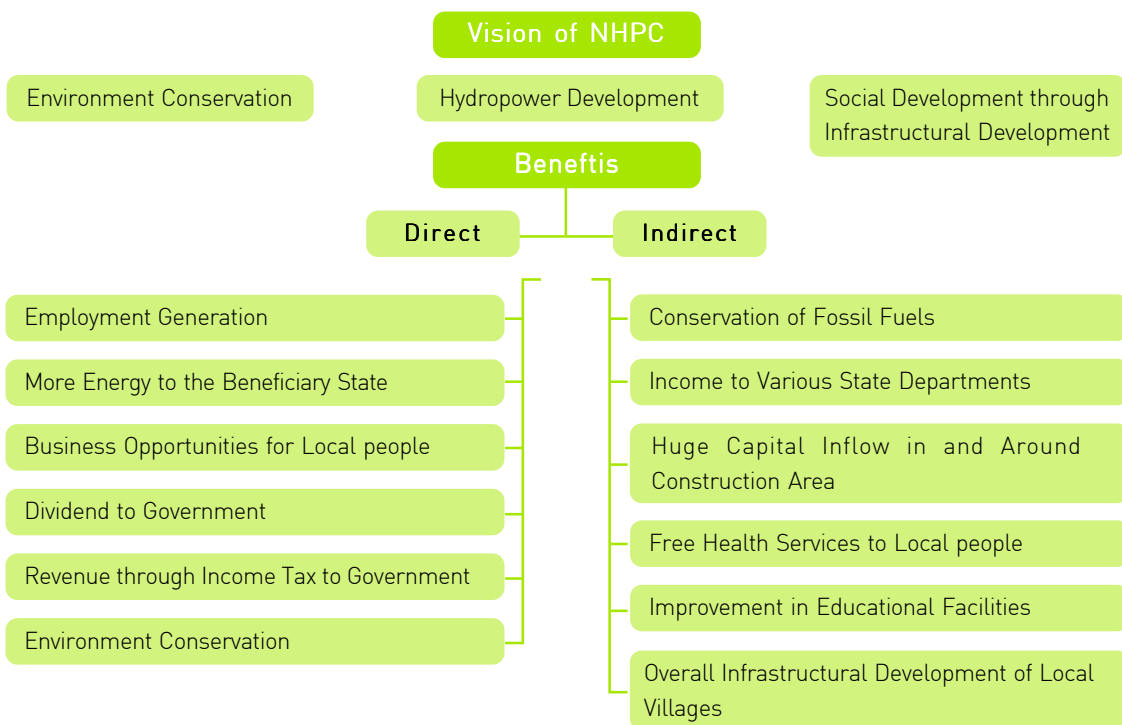 Vision of NHPC
Environment Conservation
Hydropower Development
Social Development through
Infrastructural Development
Beneftis
Direct
Indirect
Employment Generation
More Energy to the Beneficiary State
Business Opportunities for Local people
Dividend to Government
Revenue through Income Tax to Government
Environment Conservation
Conservation of Fossil Fuels
Income to Various State Departments
Huge Capital Inflow in and Around
Construction Area
Free Health Services to Local people
Improvement in Educational Facilities
Overall Infrastructural Development of Local
Villages